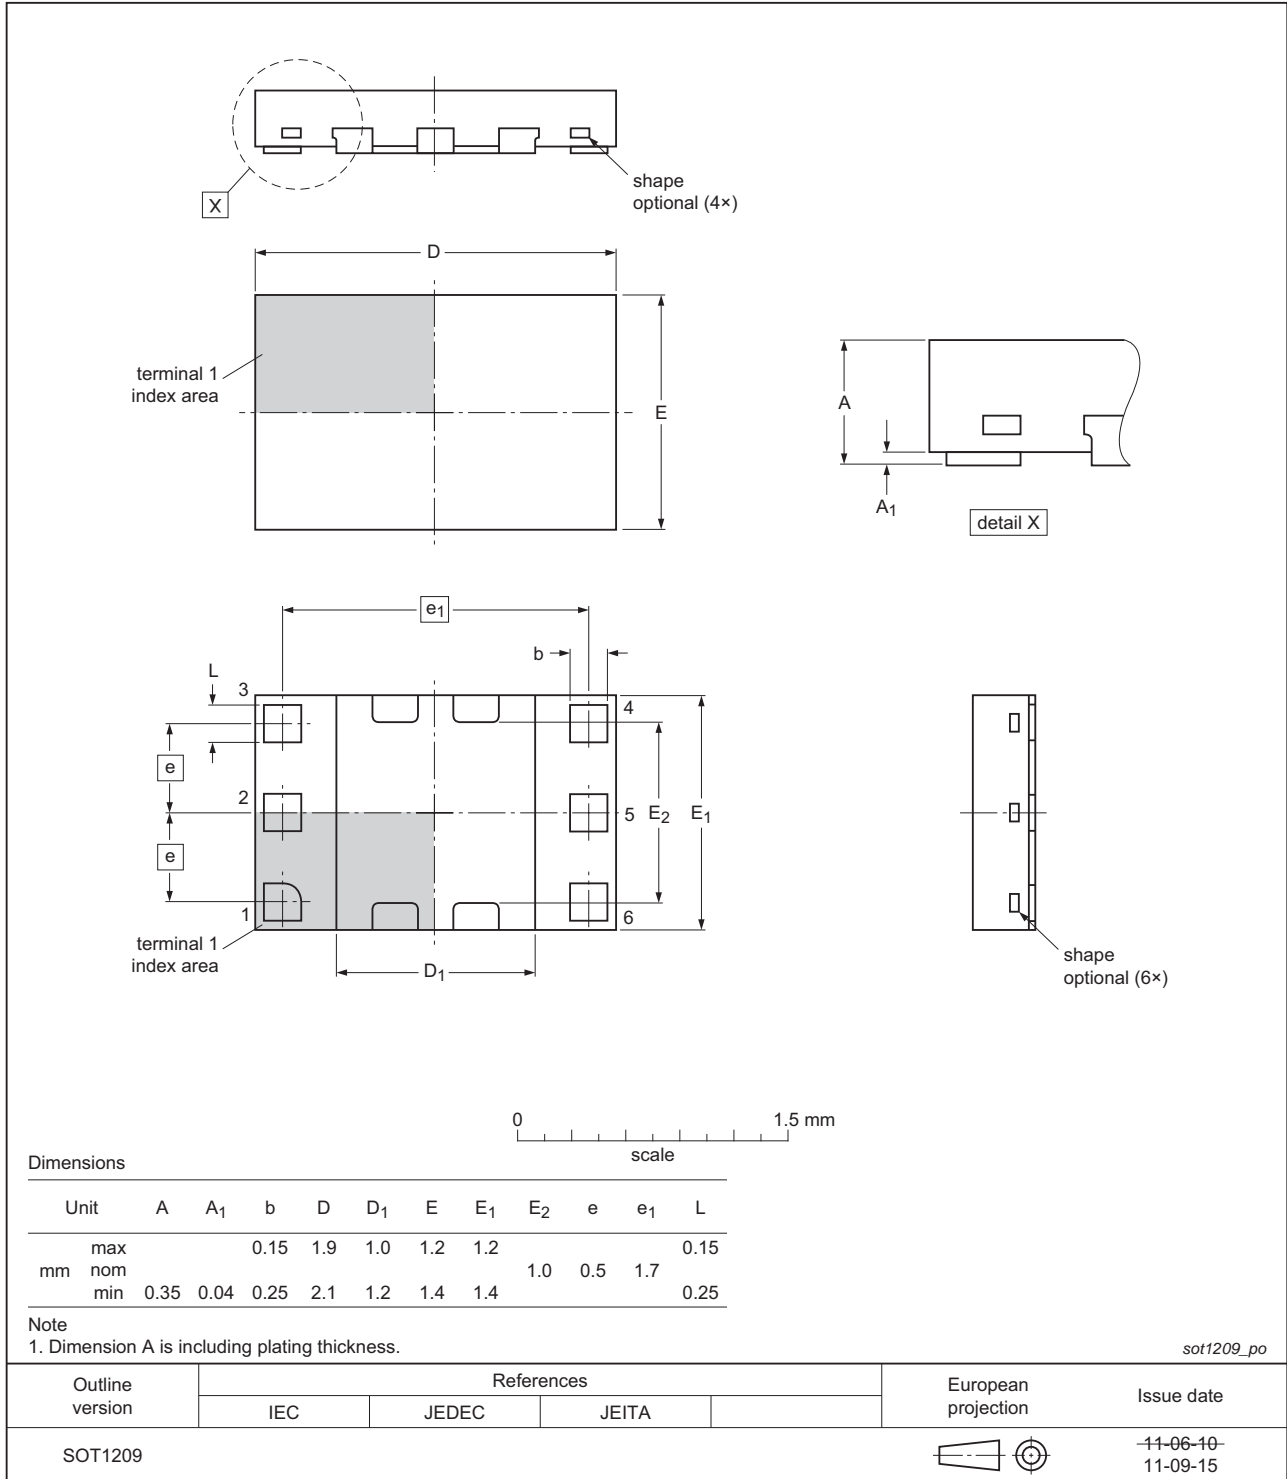 X
shape
optional (4×)
D
terminal 1
index area
E
A
A1
detail X
e1
b
L
3
4
e
2
5
E2
E1
e
1
6
terminal 1
index area
D1
shape
optional (6×)
0 1.5 mm
scale
Dimensions
Unit A A1 b D D1 E E1 E2 e e1 L
max 0.15 1.9 1.0 1.2 1.2 0.15
mm nom 1.0 0.5 1.7
min 0.35 0.04 0.25 2.1 1.2 1.4 1.4 0.25
Note
1. Dimension A is including plating thickness.
sot1209_po
Outline version References European projection Issue date
IEC JEDEC JEITA
SOT1209
11-06-10
11-09-15